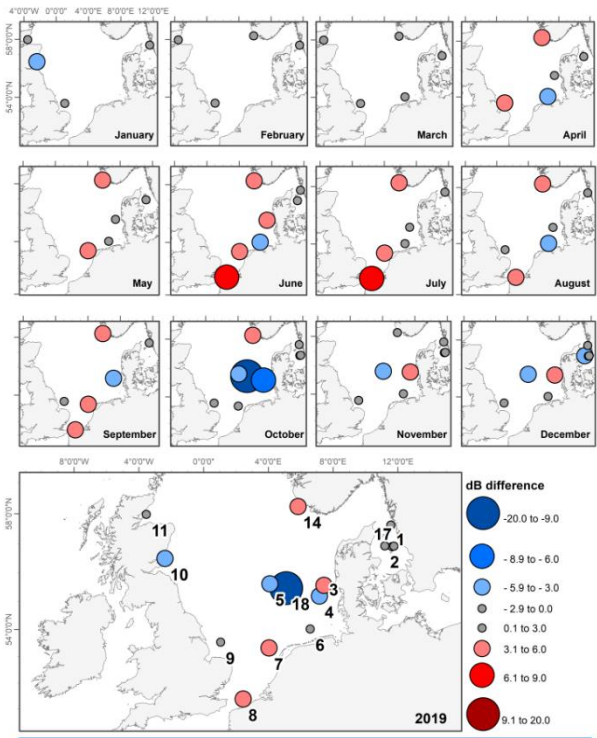 4°0'0"W 0°0'0" 4°0'0"E 8°0'0"E 12°0'0"E
58°0'0"N
54°0'0"N
January
February
March
April
May
June
July
August
September
October
November
December
8°0'0"W 4°0'0"W 0°0'0" 4°0'0"E 8°0'0"E 12°0'0"E
58°0'0"N
54°0'0"N
14
11
17
1
2
10
5
18
3
4
6
9
7
8
2019
dB difference
-20.0 to -9.0
- 8.9 to - 6.0
-5.9 to - 3.0
- 2.9 to 0.0
0.1 to 3.0
3.1 to 6.0
6.1 to 9.0
9.1 to 20.0